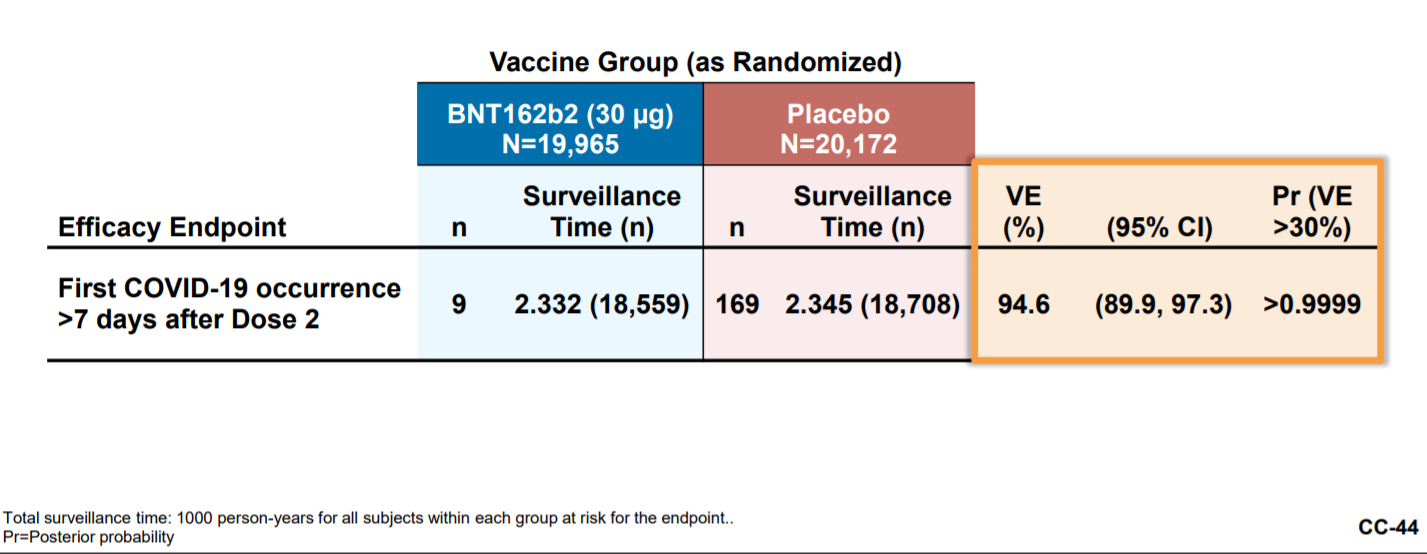 Vaccine Group (as Randomized)
BNT162b2 (30 µg)
N=19,965
Placebo
N=20,172
Efficacy Endpoint
n
Surveillance
Time (n)
n
Surveillance
Time (n)
VE
(%)
(95% CI)
Pr (VE
>30%)
First COVID-19 occurrence
>7 days after Dose 2
9
2.332 (18,559)
169
2.345 (18,708)
94.6
(89.9, 97.3)
>0.9999
Total surveillance time: 1000 person-years for all subjects within each group at risk for the endpoint..
Pr=Posterior probability
CC-44